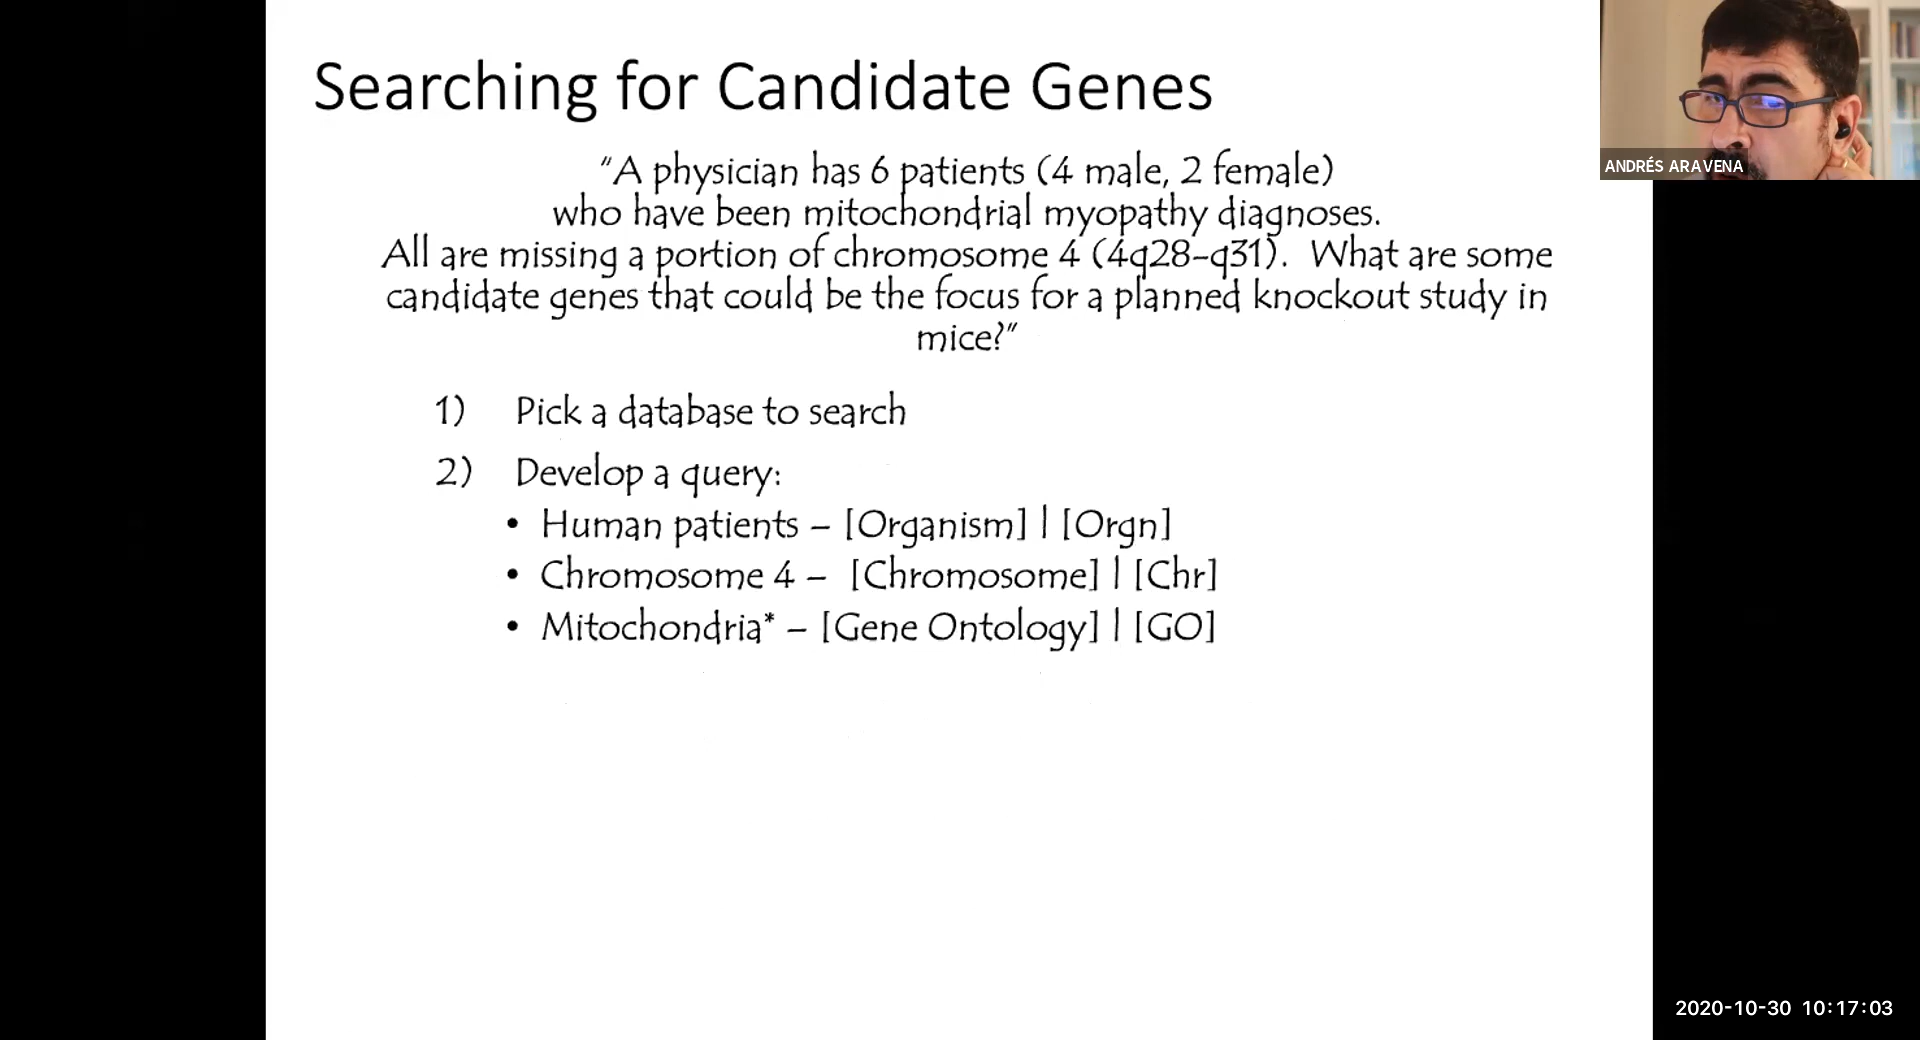 Searching for Candidate Genes
ANDRÉS ARAVENA
"A physician has 6 patients (4 male, 2 female)
who have been mitochondrial myopathy diagnoses.
All are missing a portion of chromosome 4 (4q28-q31). What are some
candidate genes that could be the focus for a planned knockout study in
mice?"
1) Pick a database to search
2) Develop a query:
• Human patients – [Organism] | [Orgn]
• Chromosome 4 – [Chromosome] | [Chr]
• Mitochondria* – [Gene Ontology] | [GO]
2020-10-30 10:17:03